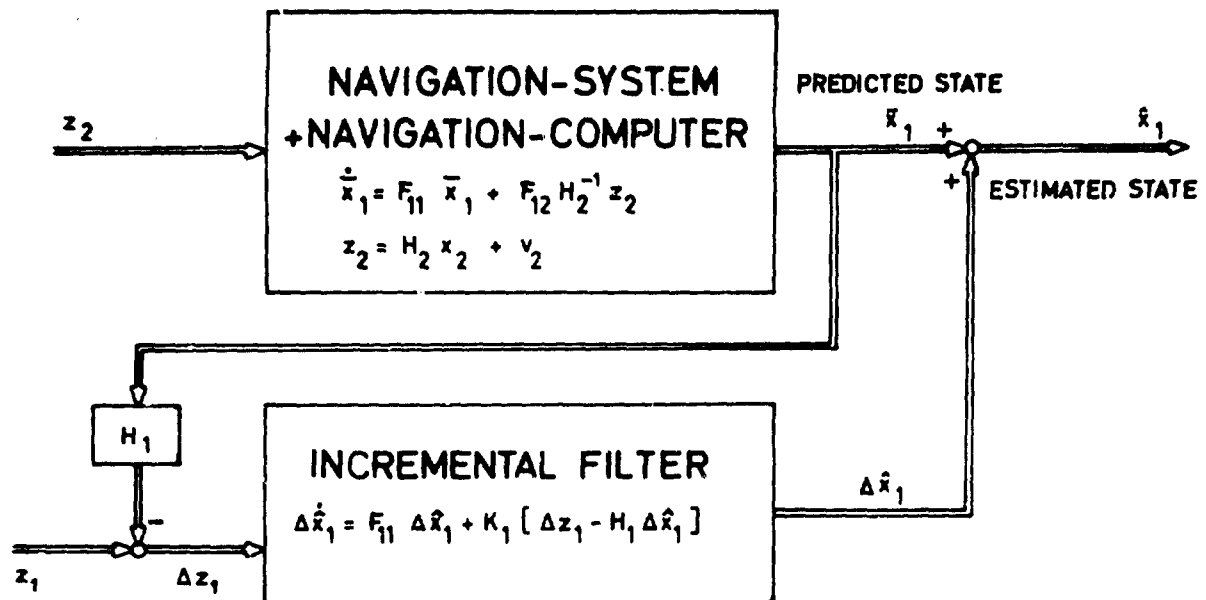 NAVIGATION-SYSTEM
+NAVIGATION-COMPUTER
ẋ̄₁ = F₁₁ x̄₁ + F₁₂ H₂⁻¹ z₂
z₂ = H₂ x₂ + v₂
z₂
PREDICTED STATE
x̄₁ +
x̂₁
+
ESTIMATED STATE
H₁
−
z₁
Δz₁
INCREMENTAL FILTER
Δẋ̂₁ = F₁₁ Δx̂₁ + K₁ [ Δz₁ - H₁ Δx̂₁ ]
Δx̂₁